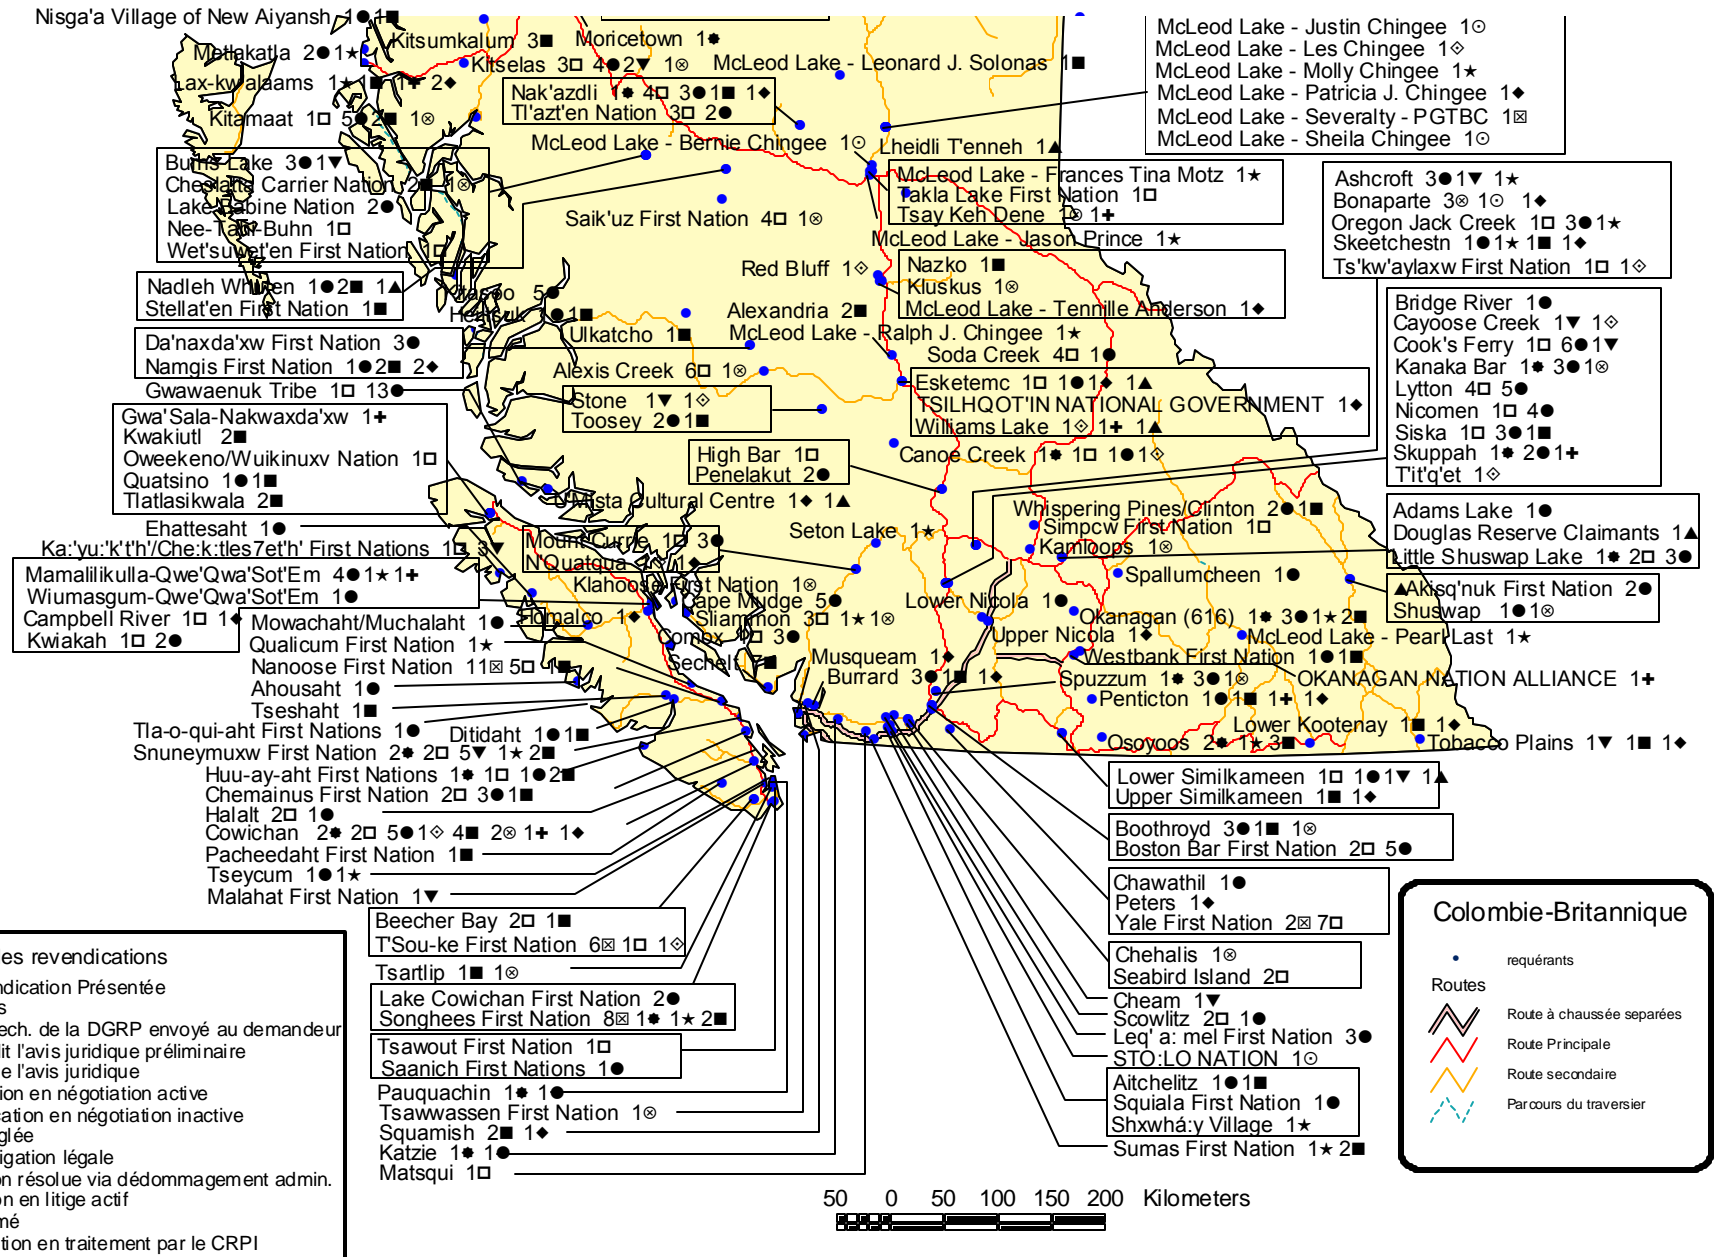 Nisga'a Village of New Aiyansh 1●1■
Metlakatla 2●1★
Lax-kw'alaams 1★1■ 1✚ 2◆
Kitamaat 1□ 5●2■ 1⊗
Kitsumkalum 3■
Moricetown 1✹
Kitselas 3□ 4●2▼ 1⊗
McLeod Lake - Leonard J. Solonas 1■
Nak'azdli 1✹ 4□ 3●1■ 1◆
Tl'azt'en Nation 3□ 2●
McLeod Lake - Bernie Chingee 1⊙
McLeod Lake - Justin Chingee 1⊙
McLeod Lake - Les Chingee 1◇
McLeod Lake - Molly Chingee 1★
McLeod Lake - Patricia J. Chingee 1◆
McLeod Lake - Severalty - PGTBC 1☒
McLeod Lake - Sheila Chingee 1⊙
Lheidli T'enneh 1▲
McLeod Lake - Frances Tina Motz 1★
Takla Lake First Nation 1□
Tsay Keh Dene 1⊗ 1✚
McLeod Lake - Jason Prince 1★
Burns Lake 3●1▼
Cheslatta Carrier Nation 2■ 1⊗
Lake Babine Nation 2●
Nee-Tahi-Buhn 1□
Wet'suwet'en First Nation 1□
Saik'uz First Nation 4□ 1⊗
Nadleh Whuten 1●2■ 1▲
Stellat'en First Nation 1■
Kitasoo 5●
Heiltsuk 1●1■
Red Bluff 1◇
Nazko 1■
Kluskus 1⊗
McLeod Lake - Tennille Anderson 1◆
Alexandria 2■
Ulkatcho 1■
McLeod Lake - Ralph J. Chingee 1★
Soda Creek 4□ 1●
Da'naxda'xw First Nation 3●
Namgis First Nation 1●2■ 2◆
Gwawaenuk Tribe 1□ 13●
Alexis Creek 6□ 1⊗
Stone 1▼ 1◇
Toosey 2●1■
Esketemc 1□ 1●1◆ 1▲
TSILHQOT'IN NATIONAL GOVERNMENT 1◆
Williams Lake 1◇ 1✚ 1▲
Canoe Creek 1✹ 1□ 1●1◇
High Bar 1□
Penelakut 2●
Ashcroft 3●1▼ 1★
Bonaparte 3⊗ 1⊙ 1◆
Oregon Jack Creek 1□ 3●1★
Skeetchestn 1●1★ 1■ 1◆
Ts'kw'aylaxw First Nation 1□ 1◇
Bridge River 1●
Cayoose Creek 1▼ 1◇
Cook's Ferry 1□ 6●1▼
Kanaka Bar 1✹ 3●1⊗
Lytton 4□ 5●
Nicomen 1□ 4●
Siska 1□ 3●1■
Skuppah 1✹ 2●1✚
T'it'q'et 1◇
Gwa'Sala-Nakwaxda'xw 1✚
Kwakiutl 2■
Oweekeno/Wuikinuxv Nation 1□
Quatsino 1●1■
Tlatlasikwala 2■
U'Mista Cultural Centre 1◆ 1▲
Ehattesaht 1●
Ka:'yu:'k't'h'/Che:k:tles7et'h' First Nations 1□ 3▼
Mamalilikulla-Qwe'Qwa'Sot'Em 4●1★1✚
Wiumasgum-Qwe'Qwa'Sot'Em 1●
Campbell River 1□ 1◆
Kwiakah 1□ 2●
Mount Currie 1□ 3●
N'Quatqua 1◆
Seton Lake 1★
Whispering Pines/Clinton 2●1■
Simpcw First Nation 1□
Kamloops 1⊗
Adams Lake 1●
Douglas Reserve Claimants 1▲
Little Shuswap Lake 1✹ 2□ 3●
▲Akisq'nuk First Nation 2●
Shuswap 1●1⊗
Spallumcheen 1●
Klahoose First Nation 1⊗
Cape Mudge 5●
Sliammon 3□ 1★1⊗
Homalco 1◆
Comox 1□ 3●
Sechelt 7■
Lower Nicola 1●
Okanagan (616) 1✹ 3●1★2■
Upper Nicola 1◆
McLeod Lake - Pearl Last 1★
Westbank First Nation 1●1■
Musqueam 1◆
Burrard 3●1■ 1◆
Spuzzum 1✹ 3●1⊗
OKANAGAN NATION ALLIANCE 1✚
Penticton 1●1■ 1✚ 1◆
Lower Kootenay 1■ 1◆
Osoyoos 2✹ 1★3■
Tobacco Plains 1▼ 1■ 1◆
Mowachaht/Muchalaht 1●
Qualicum First Nation 1★
Nanoose First Nation 11☒ 5□ 1■
Ahousaht 1●
Tseshaht 1■
Tla-o-qui-aht First Nations 1●
Ditidaht 1●1■
Snuneymuxw First Nation 2✹ 2□ 5▼ 1★2■
Huu-ay-aht First Nations 1✹ 1□ 1●2■
Chemainus First Nation 2□ 3●1■
Halalt 2□ 1●
Cowichan 2✹ 2□ 5●1◇ 4■ 2⊗ 1✚ 1◆
Pacheedaht First Nation 1■
Tseycum 1●1★
Malahat First Nation 1▼
Beecher Bay 2□ 1■
T'Sou-ke First Nation 6☒ 1□ 1◇
Tsartlip 1■ 1⊗
Lake Cowichan First Nation 2●
Songhees First Nation 8☒ 1✹ 1★2■
Tsawout First Nation 1□
Saanich First Nations 1●
Pauquachin 1✹ 1●
Tsawwassen First Nation 1⊗
Squamish 2■ 1◆
Katzie 1✹ 1●
Matsqui 1□
Lower Similkameen 1□ 1●1▼ 1▲
Upper Similkameen 1■ 1◆
Boothroyd 3●1■ 1⊗
Boston Bar First Nation 2□ 5●
Chawathil 1●
Peters 1◆
Yale First Nation 2☒ 7□
Chehalis 1⊗
Seabird Island 2□
Cheam 1▼
Scowlitz 2□ 1●
Leq' a: mel First Nation 3●
STO:LO NATION 1⊙
Aitchelitz 1●1■
Squiala First Nation 1●
Shxwhá:y Village 1★
Sumas First Nation 1★2■
Colombie-Britannique
requérants
Routes
Route à chaussée separées
Route Principale
Route secondaire
Parcours du traversier
50 0 50 100 150 200 Kilometers
les revendications
ndication Présentée
s
ech. de la DGRP envoyé au demandeur
it l'avis juridique préliminaire
e l'avis juridique
ion en négotiation active
cation en négotiation inactive
glée
igation légale
on résolue via dédommagement admin.
on en litige actif
mé
tion en traitement par le CRPI